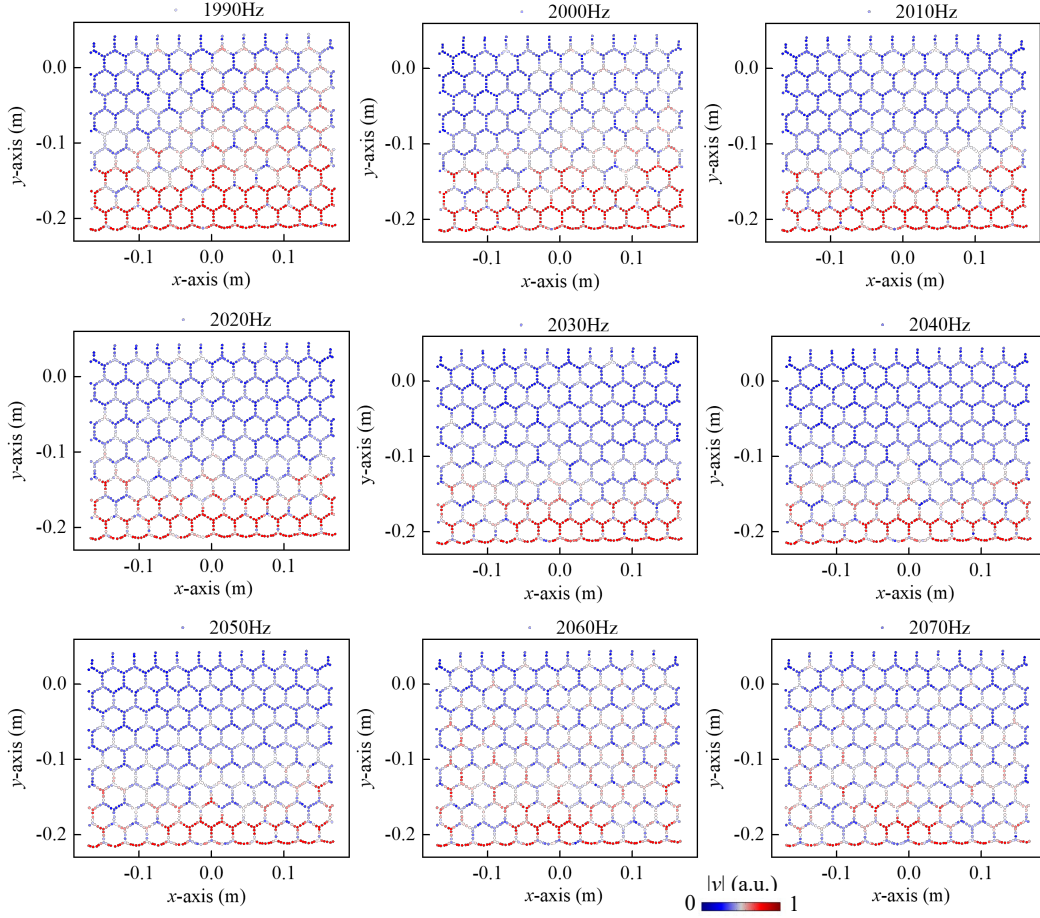 1990Hz
2000Hz
2010Hz
0.0
-0.1
-0.2
y-axis (m)
-0.1 0.0 0.1
x-axis (m)
0.0
-0.1
-0.2
y-axis (m)
-0.1 0.0 0.1
x-axis (m)
0.0
-0.1
-0.2
y-axis (m)
-0.1 0.0 0.1
x-axis (m)
2020Hz
2030Hz
2040Hz
0.0
-0.1
-0.2
y-axis (m)
-0.1 0.0 0.1
x-axis (m)
0.0
-0.1
-0.2
y-axis (m)
-0.1 0.0 0.1
x-axis (m)
0.0
-0.1
-0.2
y-axis (m)
-0.1 0.0 0.1
x-axis (m)
2050Hz
2060Hz
2070Hz
0.0
-0.1
-0.2
y-axis (m)
-0.1 0.0 0.1
x-axis (m)
0.0
-0.1
-0.2
y-axis (m)
-0.1 0.0 0.1
x-axis (m)
0.0
-0.1
-0.2
y-axis (m)
-0.1 0.0 0.1
x-axis (m)
|v| (a.u.)
0 1